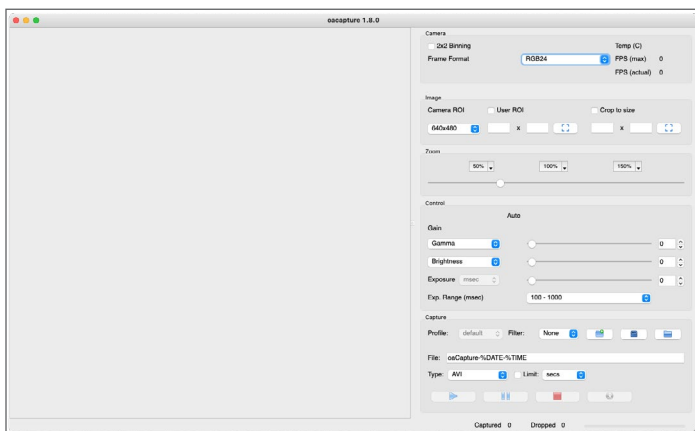 oacapture 1.8.0
Camera
2x2 Binning Temp (C)
Frame Format RGB24 FPS (max) 0
FPS (actual) 0
Image
Camera ROI User ROI Crop to size
640x480 x x
Zoom
50% 100% 150%
Control
Auto
Gain
Gamma 0
Brightness 0
Exposure msec 0
Exp. Range (msec) 100 - 1000
Capture
Profile: default Filter: None
File: oaCapture-%DATE-%TIME
Type: AVI Limit: secs
Captured 0 Dropped 0